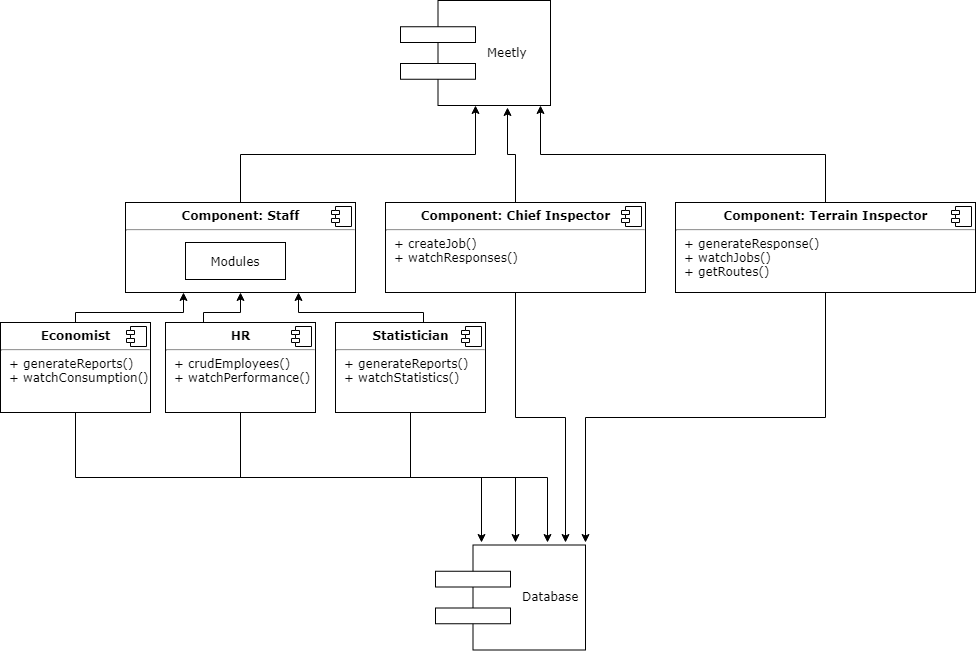 Meetly
Component: Staff
Modules
Component: Chief Inspector
+ createJob()
+ watchResponses()
Component: Terrain Inspector
+ generateResponse()
+ watchJobs()
+ getRoutes()
Economist
+ generateReports()
+ watchConsumption()
HR
+ crudEmployees()
+ watchPerformance()
Statistician
+ generateReports()
+ watchStatistics()
Database